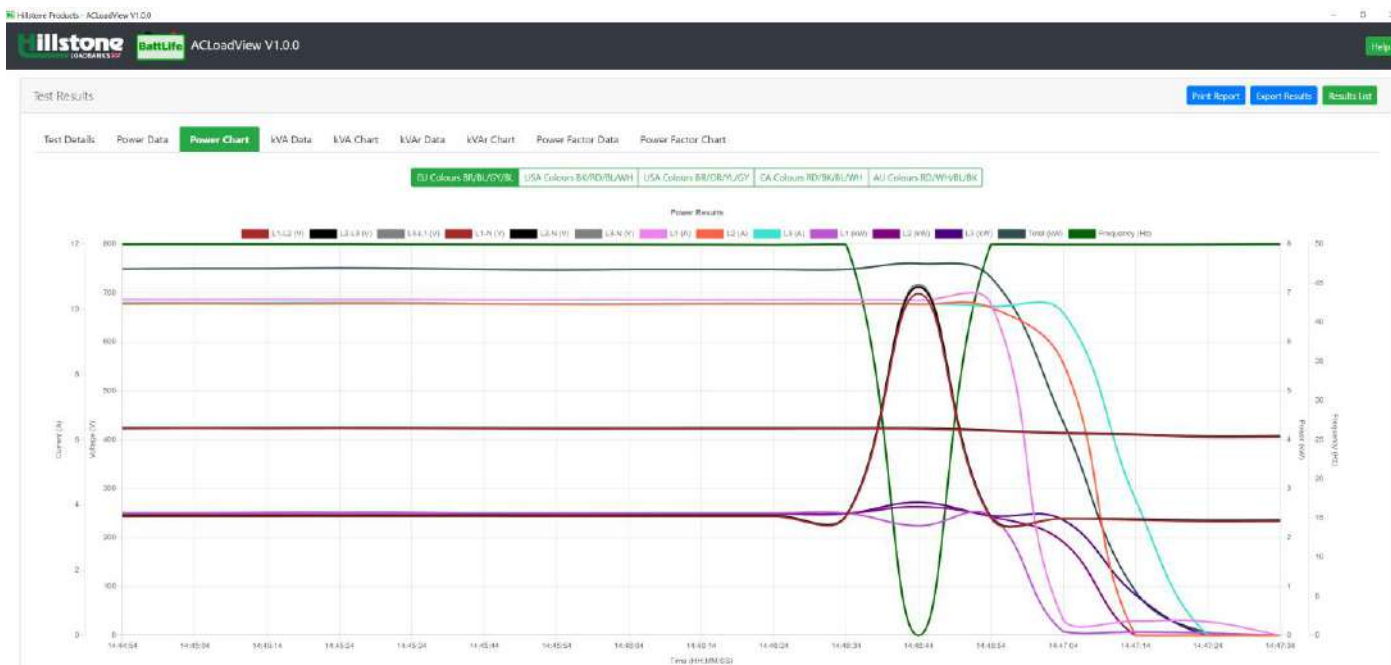 Hillstone Products - ACLoadView V1.0.0
Hillstone
LOADBANKS
BattLife
ACLoadView V1.0.0
Help
Test Results
Print Report
Export Results
Results List
Test Details
Power Data
Power Chart
kVA Data
kVA Chart
kVAr Data
kVAr Chart
Power Factor Data
Power Factor Chart
EU Colours BR/BL/GY/BL
USA Colours BK/RD/BL/WH
USA Colours BR/OR/YL/GY
CA Colours RD/BK/BL/WH
AU Colours RD/WH/BL/BK
Power Results
L1-L2 (V)
L2-L3 (V)
L3-L1 (V)
L1-N (V)
L2-N (V)
L3-N (V)
L1 (A)
L2 (A)
L3 (A)
L1 (kW)
L2 (kW)
L3 (kW)
Total (kW)
Frequency (Hz)
Current (A)
12
10
8
6
4
2
0
Voltage (V)
800
700
600
500
400
300
200
100
0
8
7
6
5
4
3
2
1
0
Power (kW)
50
45
40
35
30
25
20
15
10
5
0
Frequency (Hz)
14:44:54
14:45:04
14:45:14
14:45:24
14:45:34
14:45:44
14:45:54
14:46:04
14:46:14
14:46:24
14:46:34
14:46:44
14:46:54
14:47:04
14:47:14
14:47:24
14:47:34
Time (HH:MM:SS)